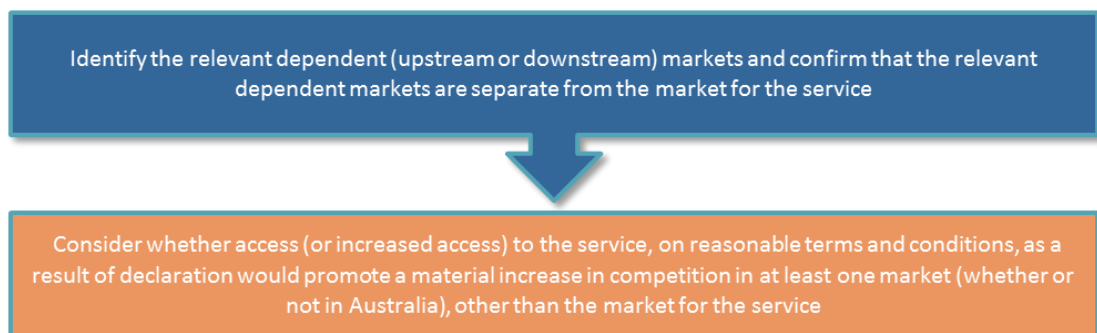 Identify the relevant dependent (upstream or downstream) markets and confirm that the relevant
dependent markets are separate from the market for the service
Consider whether access (or increased access) to the service, on reasonable terms and conditions, as a
result of declaration would promote a material increase in competition in at least one market (whether or
not in Australia), other than the market for the service